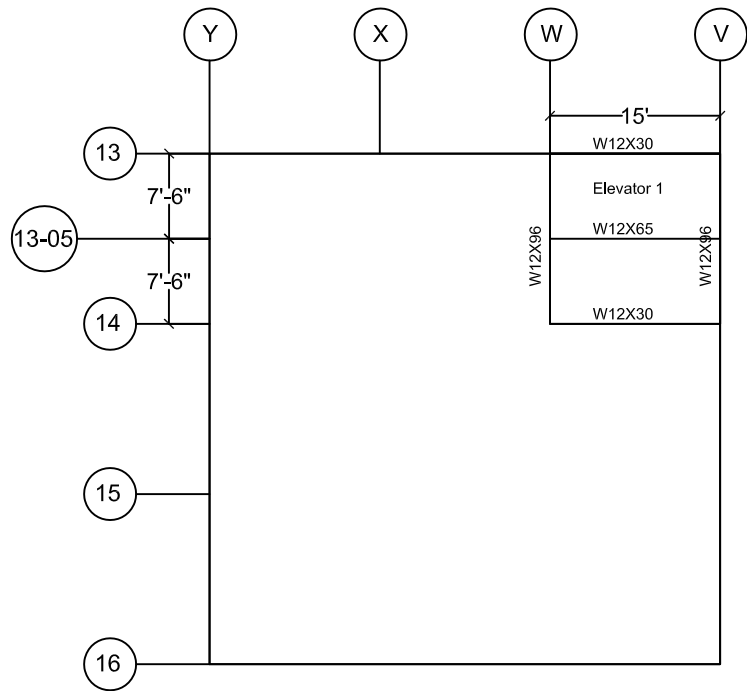 Y
X
W
V
15'
13
W12X30
7'-6"
Elevator 1
13-05
W12X65
W12X96
W12X96
7'-6"
14
W12X30
15
16